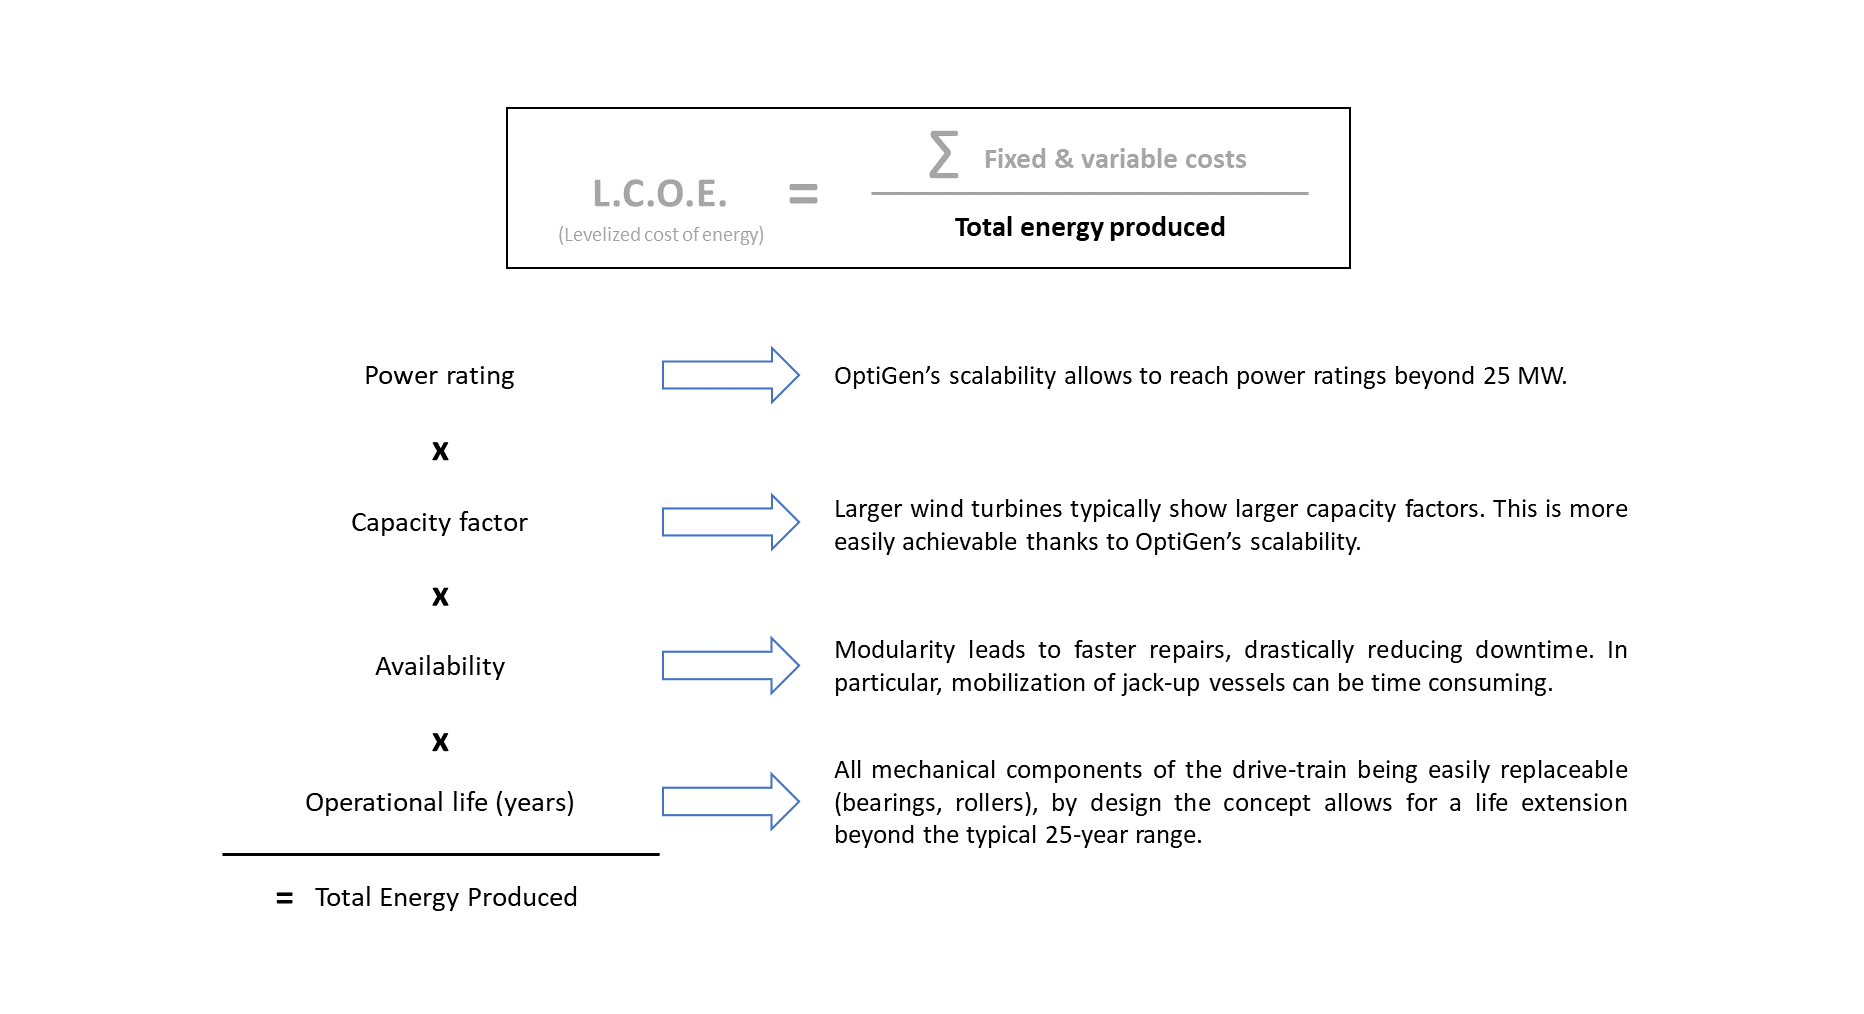 ∑ Fixed & variable costs
L.C.O.E. =
(Levelized cost of energy)
Total energy produced
Power rating
OptiGen’s scalability allows to reach power ratings beyond 25 MW.
x
Capacity factor
Larger wind turbines typically show larger capacity factors. This is more
easily achievable thanks to OptiGen’s scalability.
x
Availability
Modularity leads to faster repairs, drastically reducing downtime. In
particular, mobilization of jack-up vessels can be time consuming.
x
Operational life (years)
All mechanical components of the drive-train being easily replaceable
(bearings, rollers), by design the concept allows for a life extension
beyond the typical 25-year range.
= Total Energy Produced